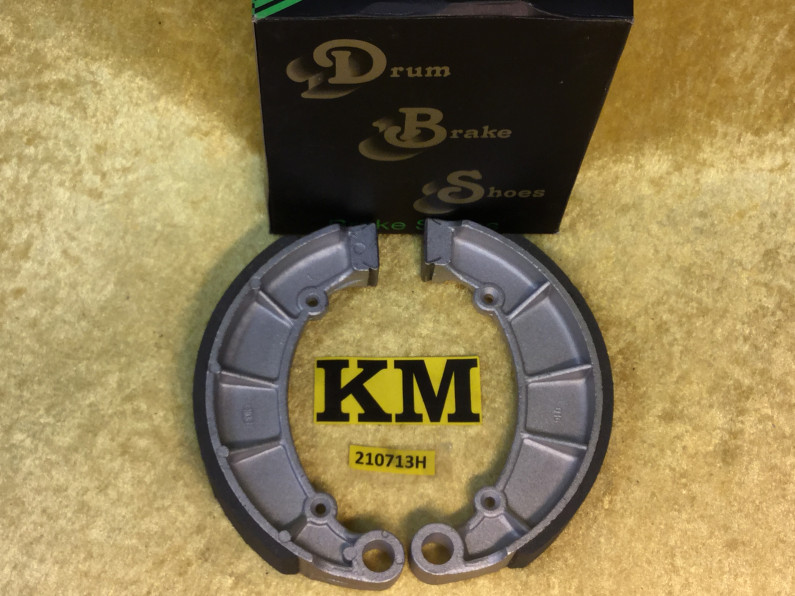 Drum
Brake
Shoes
KM
210713H